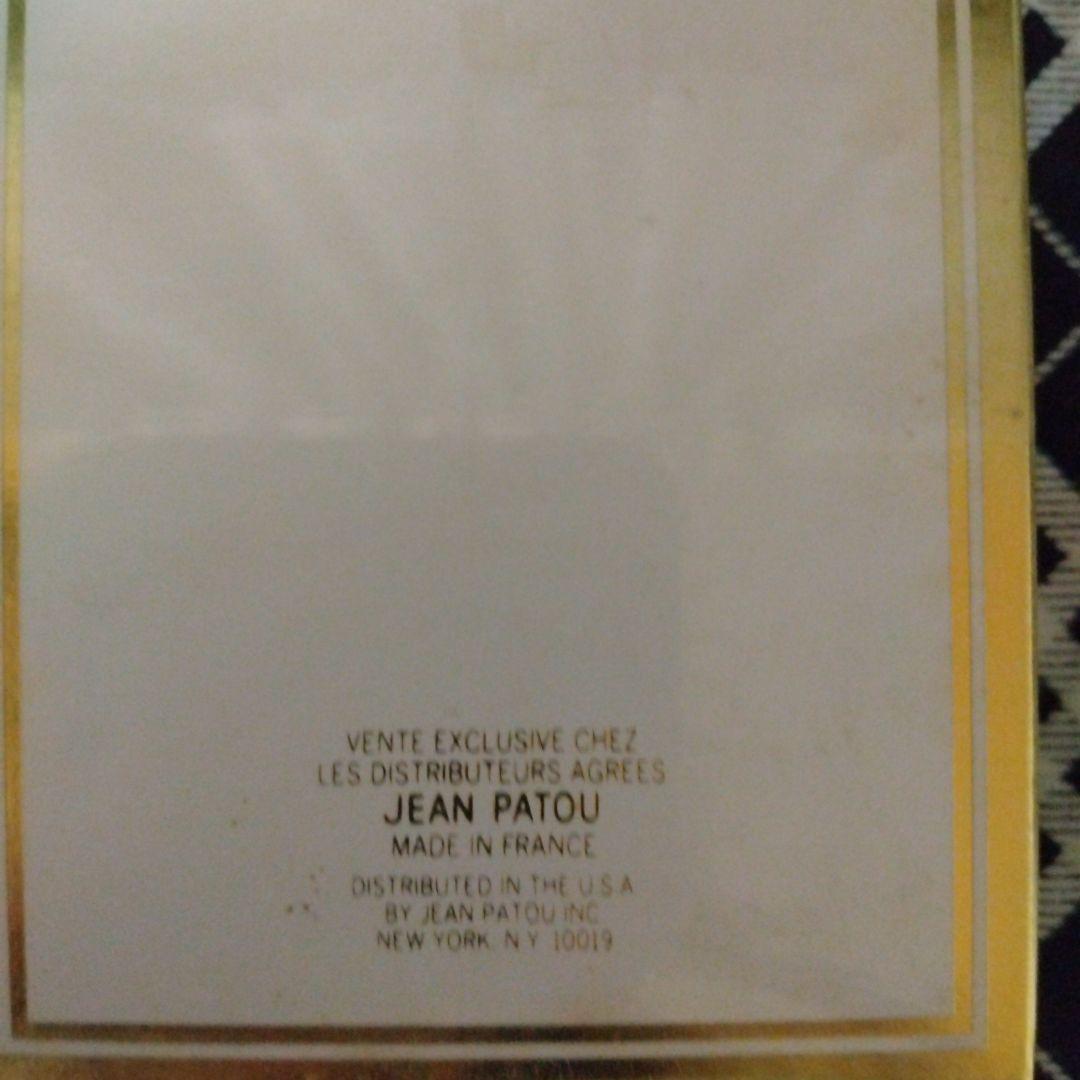 VENTE EXCLUSIVE CHEZ
LES DISTRIBUTEURS AGREES
JEAN PATOU
MADE IN FRANCE
DISTRIBUTED IN THE U.S.A
BY JEAN PATOU INC
NEW YORK. N Y 10019